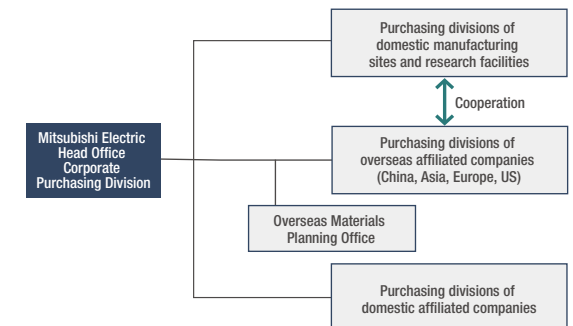 Purchasing divisions of
domestic manufacturing
sites and research facilities
Cooperation
Mitsubishi Electric
Head Office
Corporate
Purchasing Division
Purchasing divisions of
overseas affiliated companies
(China, Asia, Europe, US)
Overseas Materials
Planning Office
Purchasing divisions of
domestic affiliated companies